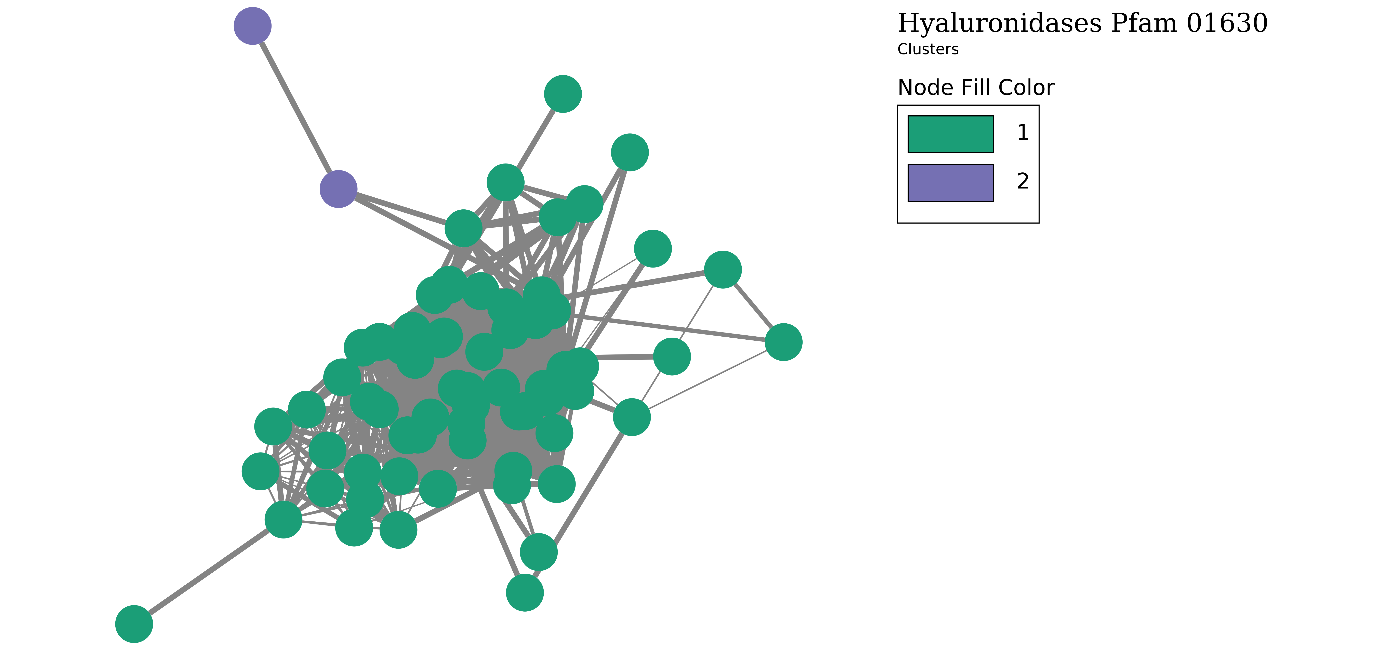 Hyaluronidases Pfam 01630
Clusters
Node Fill Color
1
2